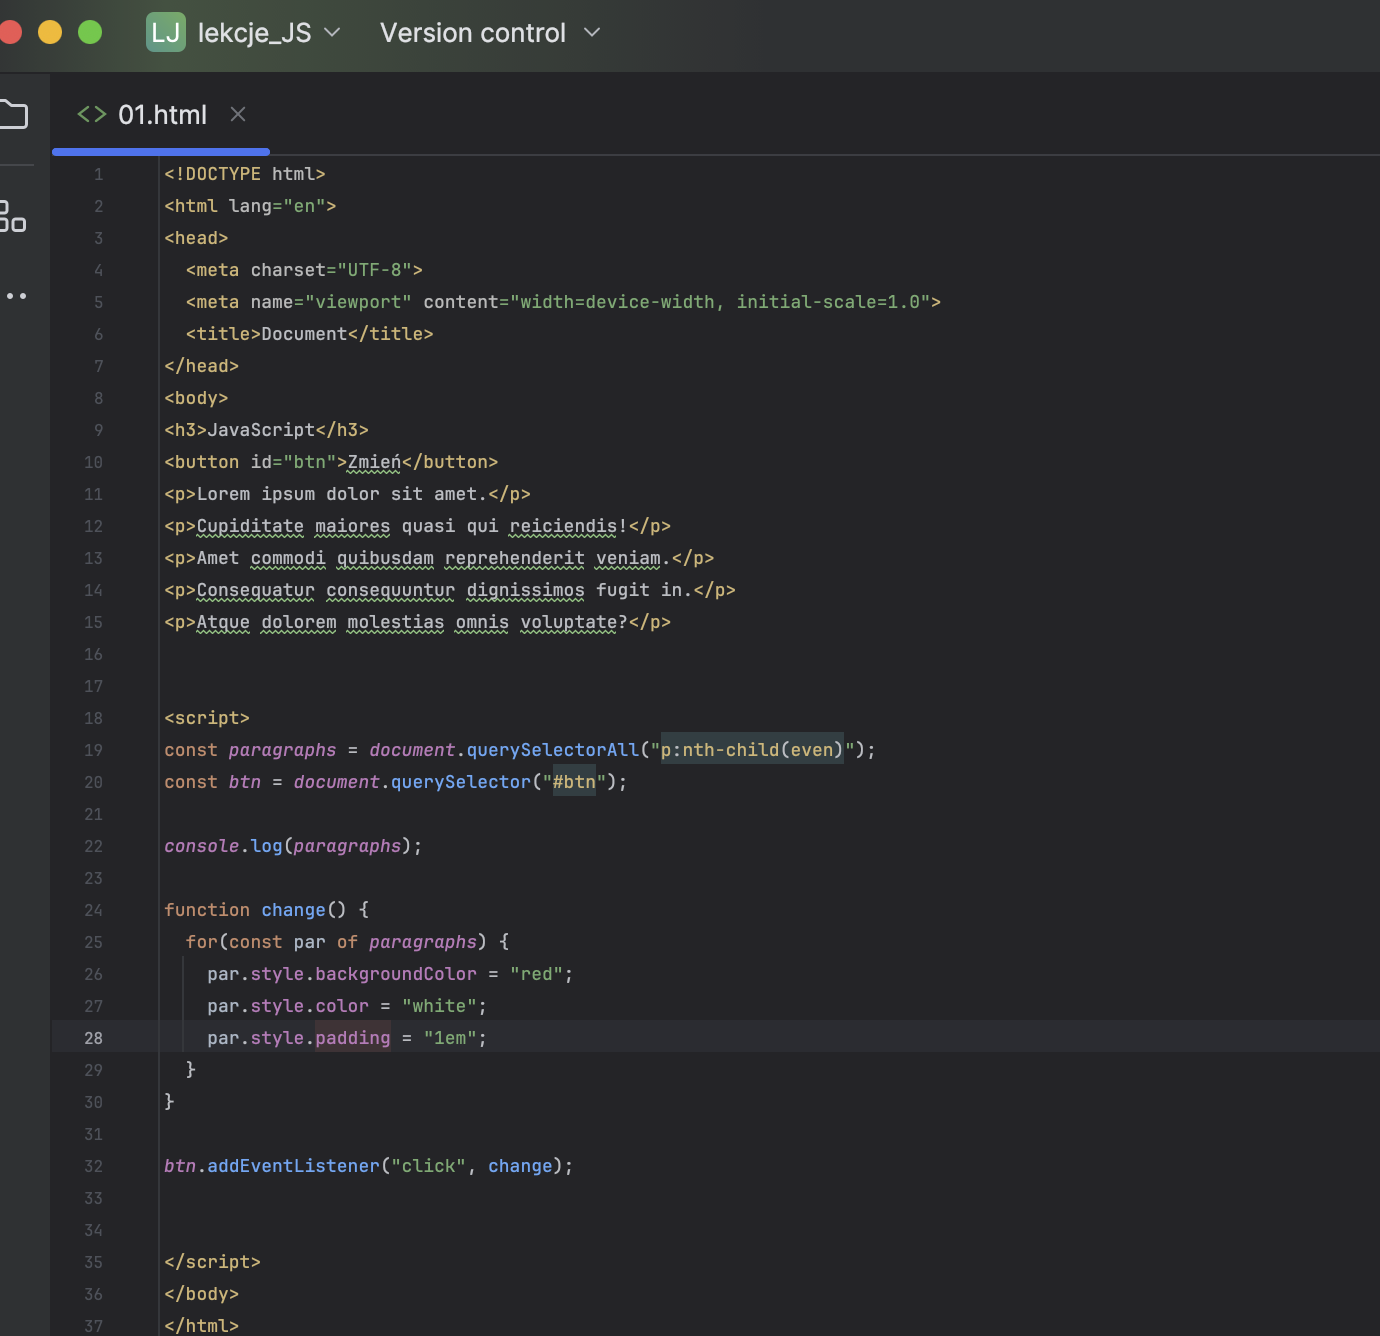 LJ lekcje_JS Version control
<> 01.html ×
1 <!DOCTYPE html>
2 <html lang="en">
3 <head>
4   <meta charset="UTF-8">
5   <meta name="viewport" content="width=device-width, initial-scale=1.0">
6   <title>Document</title>
7 </head>
8 <body>
9 <h3>JavaScript</h3>
10 <button id="btn">Zmień</button>
11 <p>Lorem ipsum dolor sit amet.</p>
12 <p>Cupiditate maiores quasi qui reiciendis!</p>
13 <p>Amet commodi quibusdam reprehenderit veniam.</p>
14 <p>Consequatur consequuntur dignissimos fugit in.</p>
15 <p>Atque dolorem molestias omnis voluptate?</p>
16
17
18 <script>
19 const paragraphs = document.querySelectorAll("p:nth-child(even)");
20 const btn = document.querySelector("#btn");
21
22 console.log(paragraphs);
23
24 function change() {
25   for(const par of paragraphs) {
26     par.style.backgroundColor = "red";
27     par.style.color = "white";
28     par.style.padding = "1em";
29   }
30 }
31
32 btn.addEventListener("click", change);
33
34
35 </script>
36 </body>
37 </html>